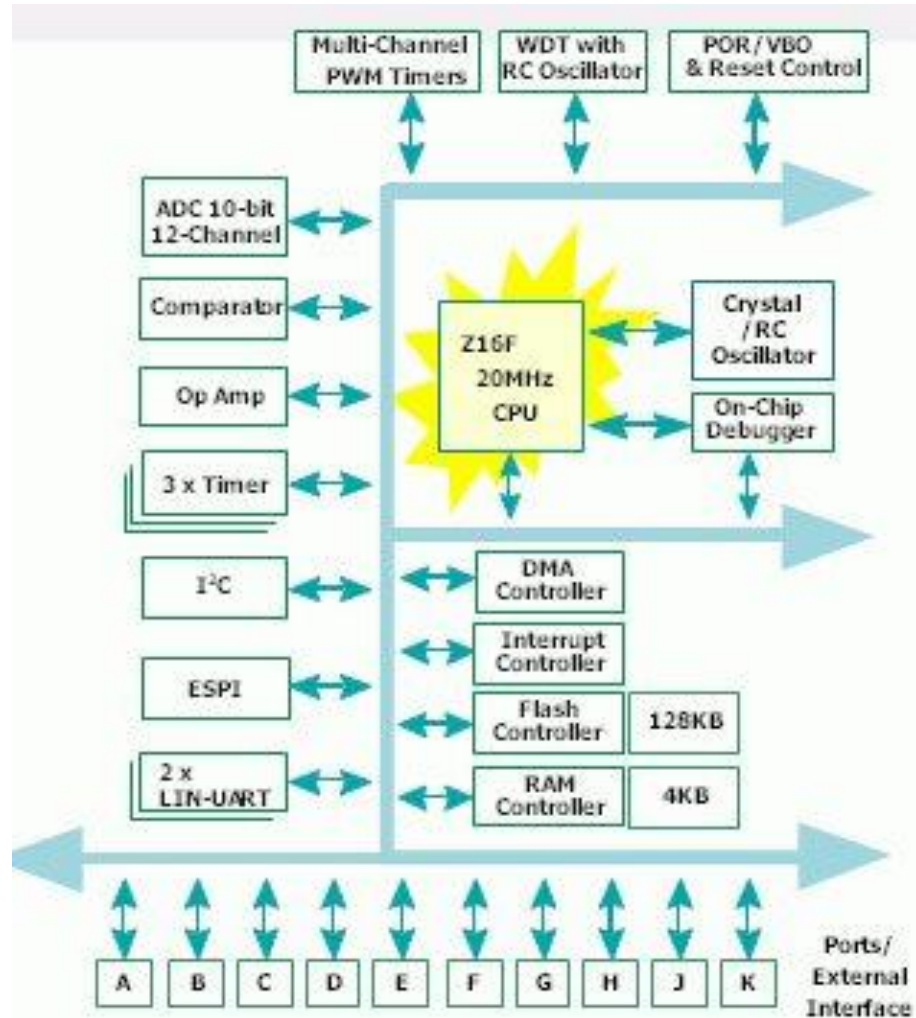 Multi-Channel
PWM Timers
WDT with
RC Oscillator
POR/VBO
& Reset Control
ADC 10-bit
12-Channel
Comparator
Op Amp
3 x Timer
I²C
ESPI
2 x
LIN-UART
Z16F
20MHz
CPU
Crystal
/RC
Oscillator
On-Chip
Debugger
DMA
Controller
Interrupt
Controller
Flash
Controller
128KB
RAM
Controller
4KB
A B C D E F G H J K
Ports/
External
Interface